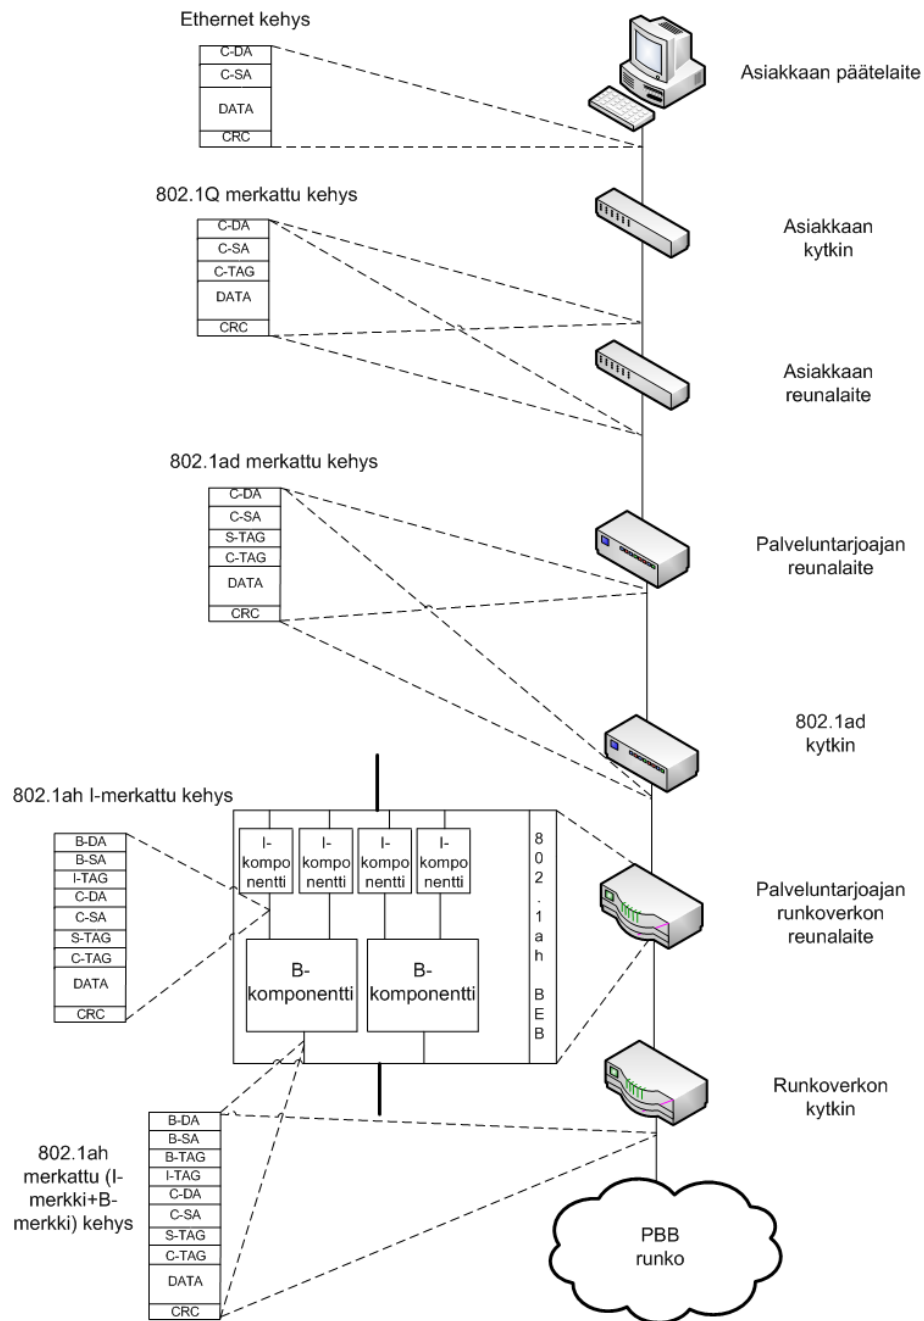 Ethernet kehys
C-DA
C-SA
DATA
CRC
Asiakkaan päätelaite
802.1Q merkattu kehys
C-DA
C-SA
C-TAG
DATA
CRC
Asiakkaan
kytkin
Asiakkaan
reunalaite
802.1ad merkattu kehys
C-DA
C-SA
S-TAG
C-TAG
DATA
CRC
Palveluntarjoajan
reunalaite
802.1ad
kytkin
802.1ah I-merkattu kehys
B-DA
B-SA
I-TAG
C-DA
C-SA
S-TAG
C-TAG
DATA
CRC
I-
kompo
nentti
I-
kompo
nentti
I-
kompo
nentti
I-
kompo
nentti
B-
komponentti
B-
komponentti
802.1ah BEB
Palveluntarjoajan
runkoverkon
reunalaite
Runkoverkon
kytkin
802.1ah
merkattu (I-
merkki+B-
merkki) kehys
B-DA
B-SA
B-TAG
I-TAG
C-DA
C-SA
S-TAG
C-TAG
DATA
CRC
PBB
runko